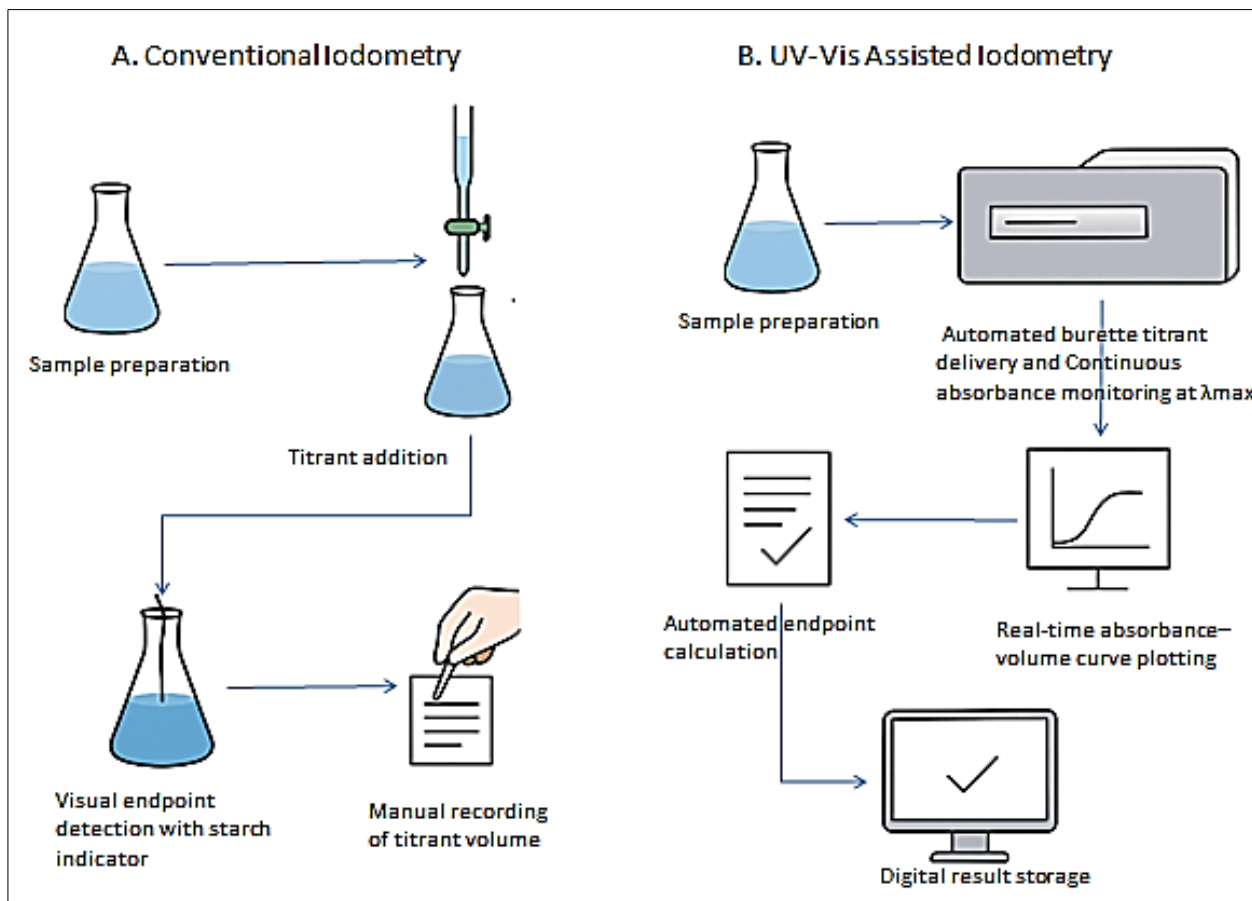 A. Conventional Iodometry
Sample preparation
Titrant addition
Visual endpoint
detection with starch
indicator
Manual recording
of titrant volume
B. UV-Vis Assisted Iodometry
Sample preparation
Automated burette titrant
delivery and Continuous
absorbance monitoring at λmax
Real-time absorbance–
volume curve plotting
Automated endpoint
calculation
Digital result storage